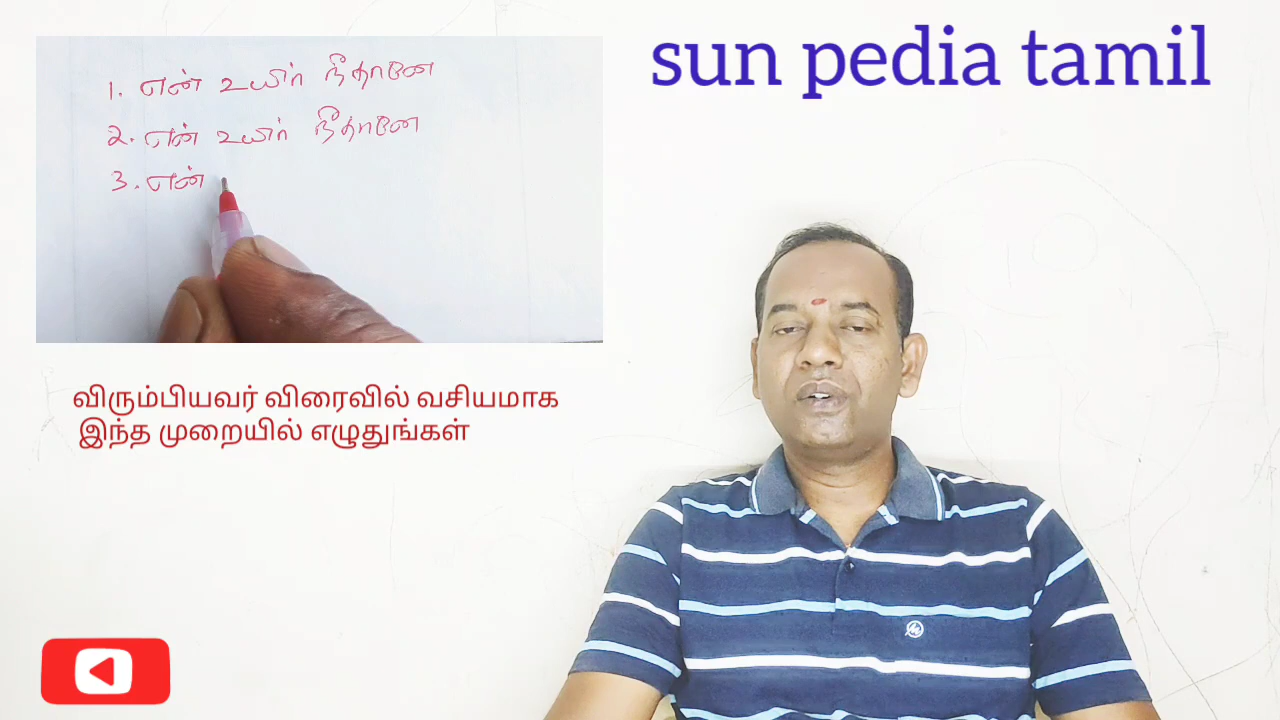 sun pedia tamil
1. என் உயிர் நீதானே
2. என் உயிர் நீதானே
3. என்
விரும்பியவர் விரைவில் வசியமாக
இந்த முறையில் எழுதுங்கள்